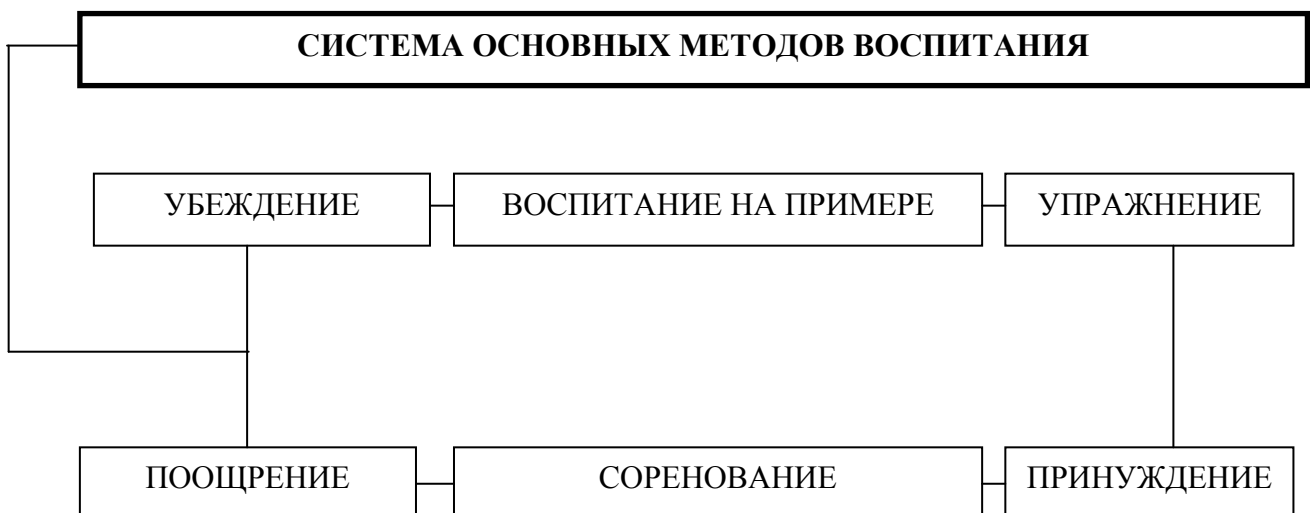 СИСТЕМА ОСНОВНЫХ МЕТОДОВ ВОСПИТАНИЯ
УБЕЖДЕНИЕ ВОСПИТАНИЕ НА ПРИМЕРЕ УПРАЖНЕНИЕ
ПООЩРЕНИЕ СОРЕНОВАНИЕ ПРИНУЖДЕНИЕ